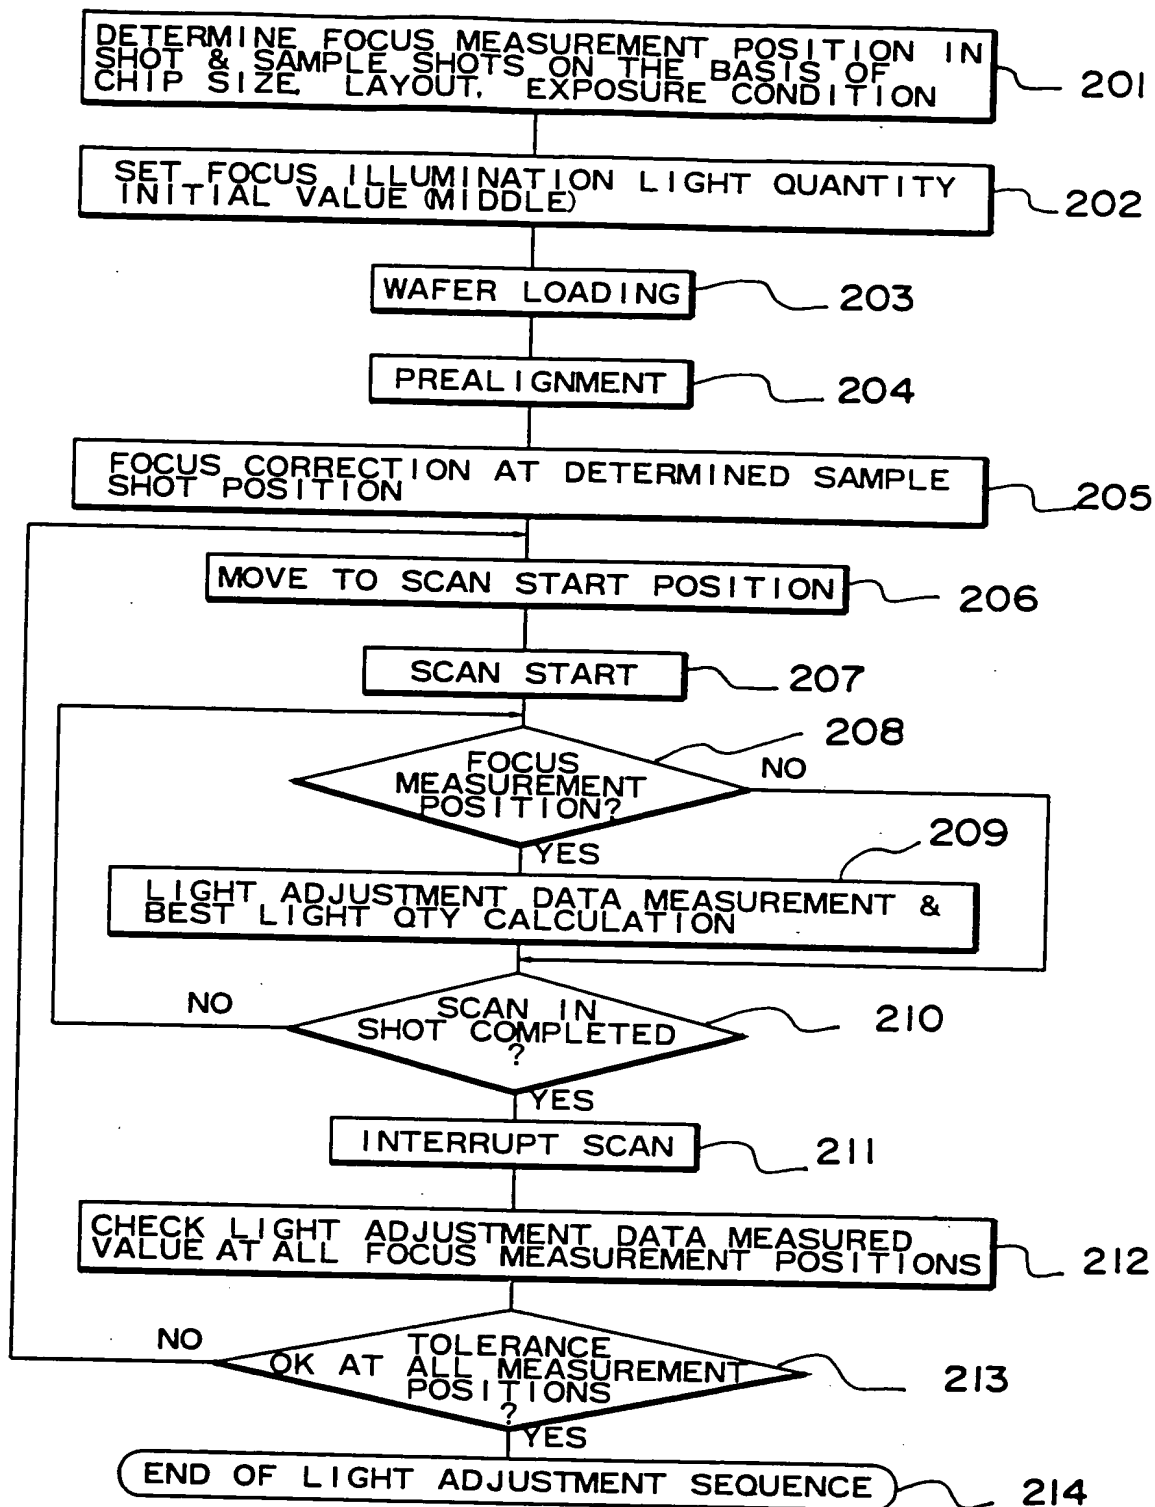 DETERMINE FOCUS MEASUREMENT POSITION IN
SHOT & SAMPLE SHOTS ON THE BASIS OF
CHIP SIZE, LAYOUT, EXPOSURE CONDITION
201
SET FOCUS ILLUMINATION LIGHT QUANTITY
INITIAL VALUE (MIDDLE)
202
WAFER LOADING
203
PREALIGNMENT
204
FOCUS CORRECTION AT DETERMINED SAMPLE
SHOT POSITION
205
MOVE TO SCAN START POSITION
206
SCAN START
207
208
FOCUS
MEASUREMENT
POSITION?
NO
YES
209
LIGHT ADJUSTMENT DATA MEASUREMENT &
BEST LIGHT QTY CALCULATION
NO
SCAN IN
SHOT COMPLETED
?
210
YES
INTERRUPT SCAN
211
CHECK LIGHT ADJUSTMENT DATA MEASURED
VALUE AT ALL FOCUS MEASUREMENT POSITIONS
212
NO
TOLERANCE
OK AT ALL MEASUREMENT
POSITIONS
?
213
YES
END OF LIGHT ADJUSTMENT SEQUENCE
214